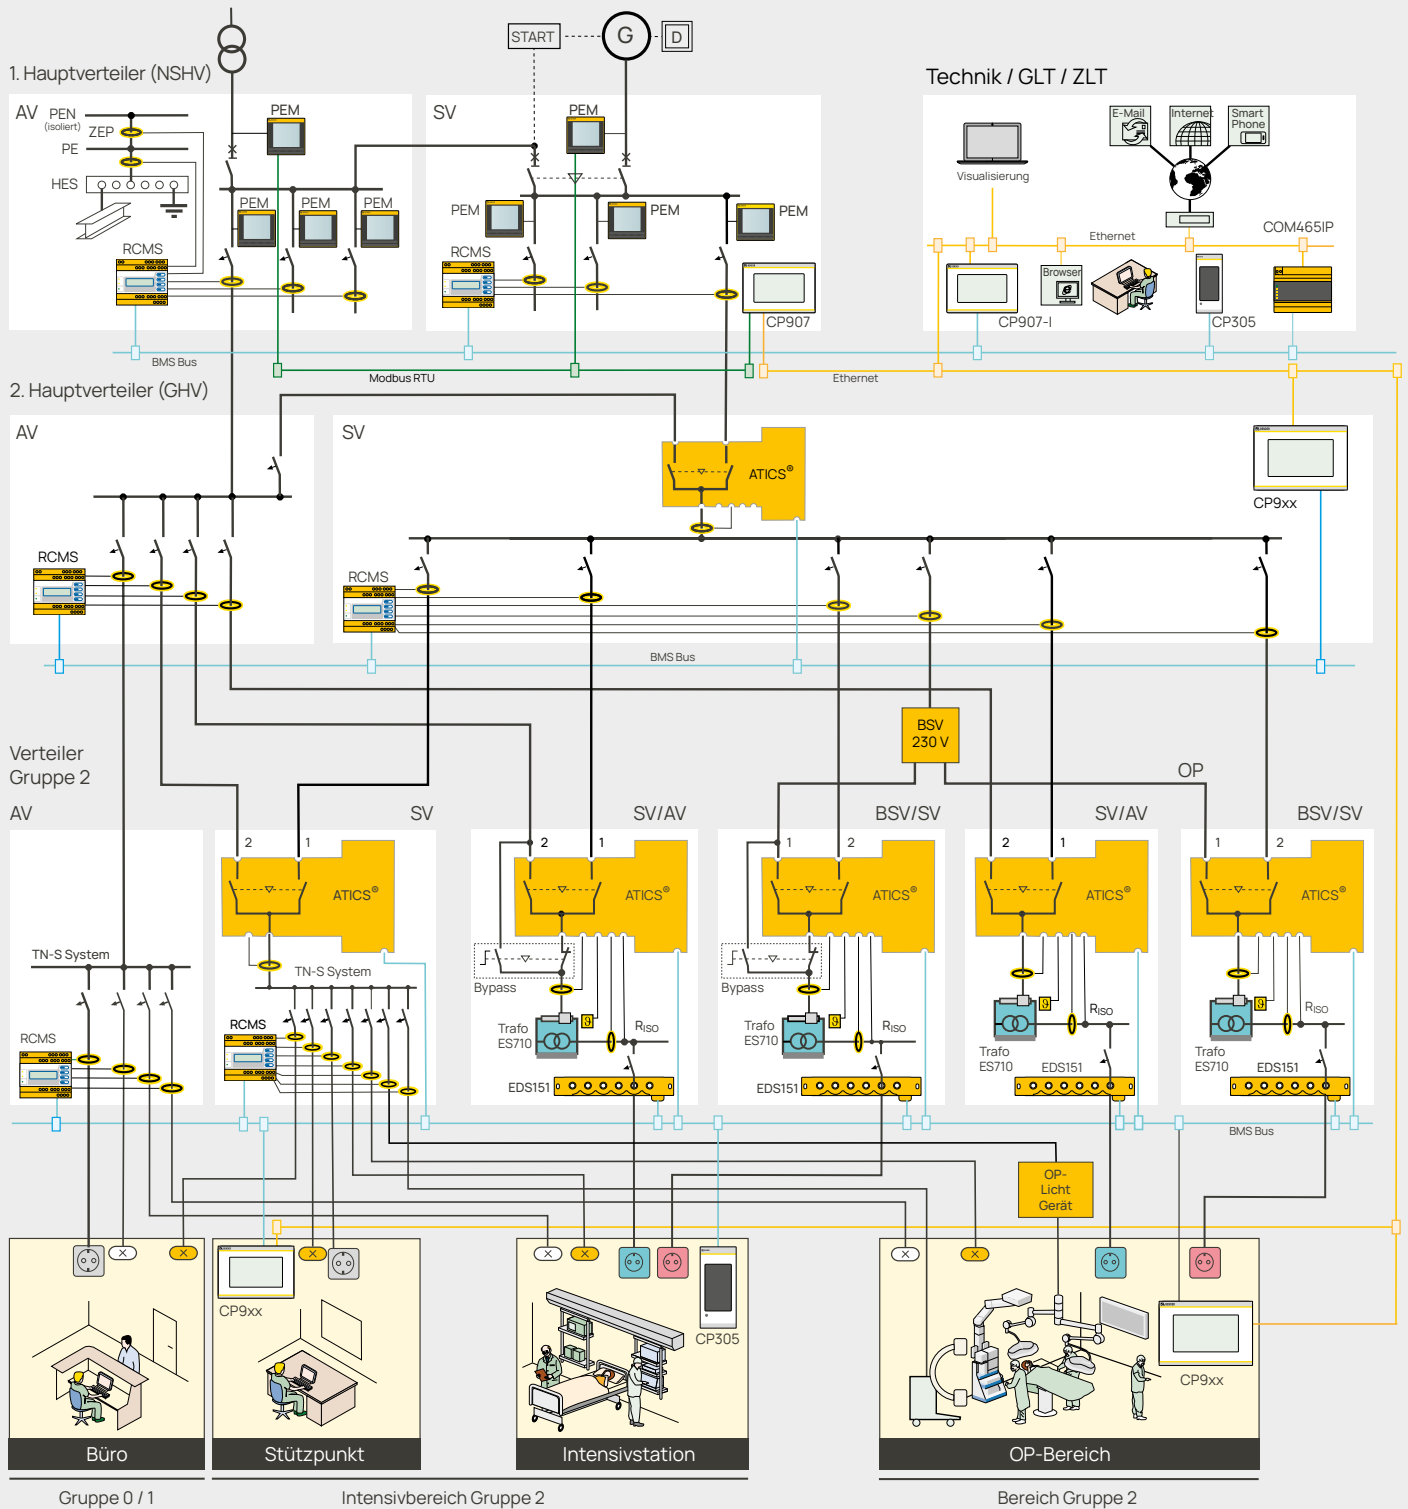 START
G
D
1. Hauptverteiler (NSHV)
Technik / GLT / ZLT
AV
PEN
(isoliert)
ZEP
PE
HES
PEM
PEM
PEM
PEM
RCMS
SV
PEM
PEM
PEM
PEM
RCMS
CP907
E-Mail
Internet
Smart
Phone
Visualisierung
Ethernet
COM465IP
Browser
CP907-I
CP305
BMS Bus
Modbus RTU
Ethernet
2. Hauptverteiler (GHV)
AV
SV
ATICS®
CP9xx
RCMS
RCMS
BMS Bus
BSV
230 V
Verteiler
Gruppe 2
OP
AV
SV
SV/AV
BSV/SV
SV/AV
BSV/SV
2
1
2
1
1
2
2
1
1
2
ATICS®
ATICS®
ATICS®
ATICS®
ATICS®
TN-S System
TN-S System
Bypass
Bypass
RCMS
RCMS
Trafo
ES710
RISO
EDS151
Trafo
ES710
RISO
EDS151
Trafo
ES710
RISO
EDS151
Trafo
ES710
RISO
EDS151
BMS Bus
OP-
Licht
Gerät
CP9xx
CP305
CP9xx
Büro
Stützpunkt
Intensivstation
OP-Bereich
Gruppe 0 / 1
Intensivbereich Gruppe 2
Bereich Gruppe 2